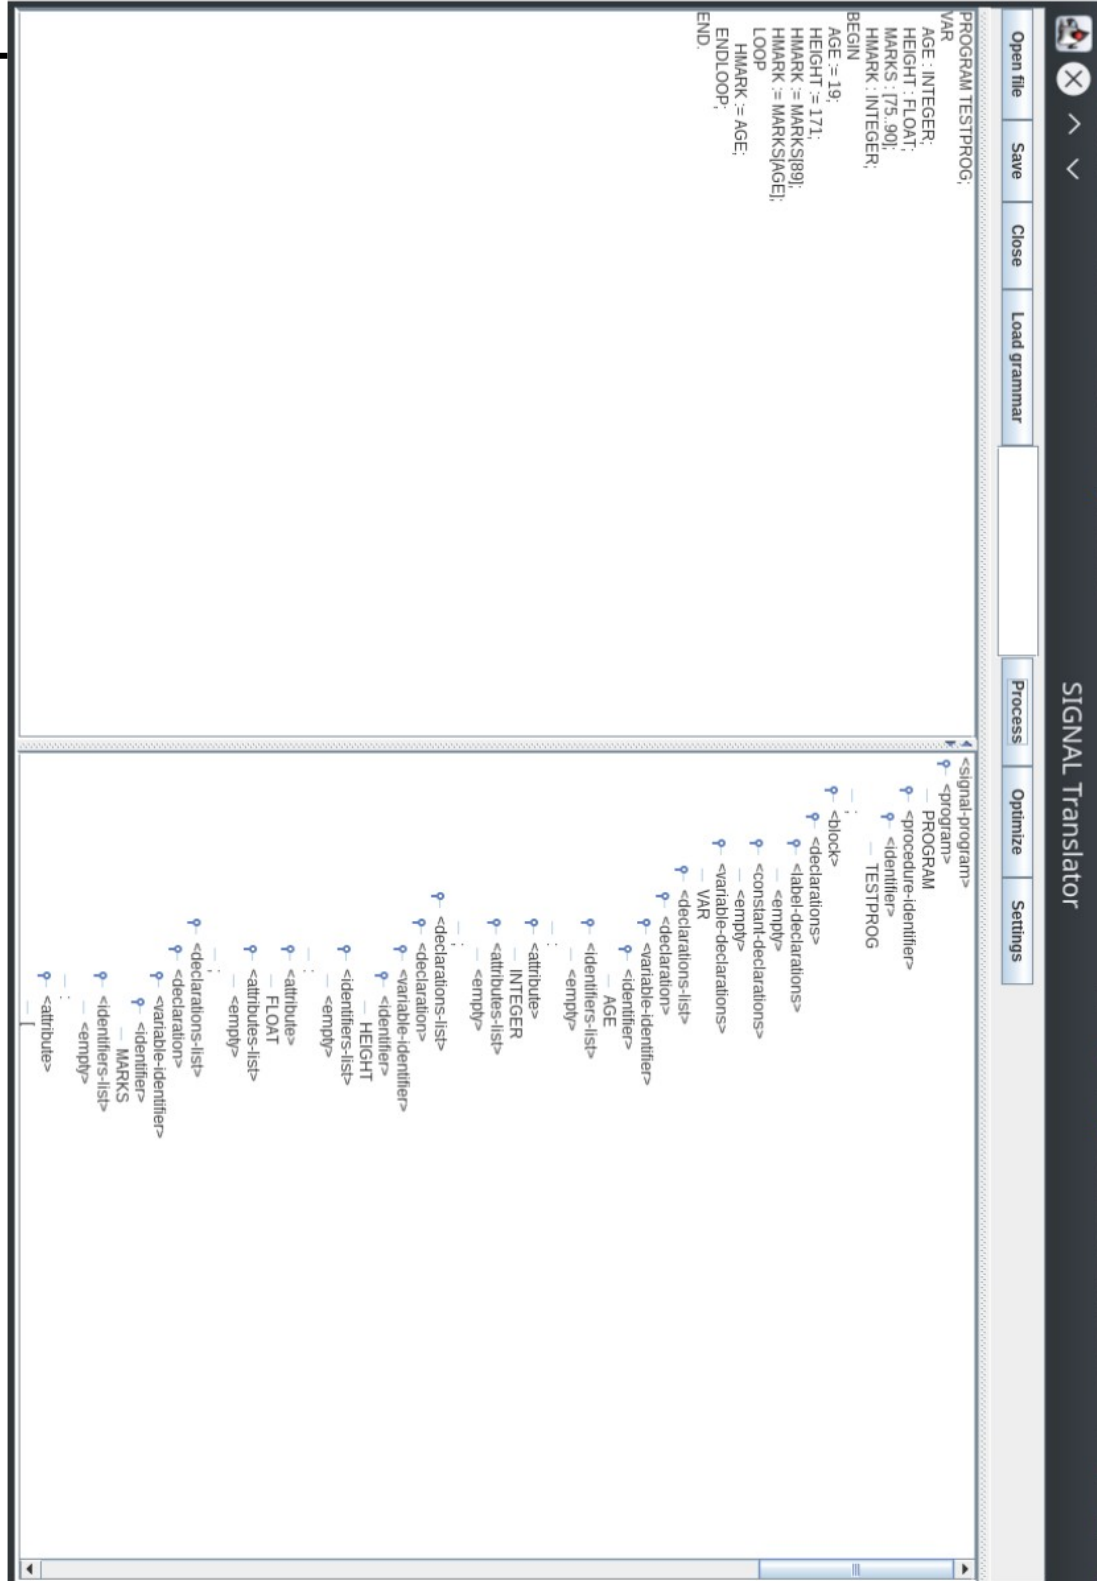 SIGNAL Translator
Open file Save Close Load grammar Process Optimize Settings
PROGRAM TESTPROG;
VAR
AGE : INTEGER;
HEIGHT : FLOAT;
MARKS : [75..90];
HMARK : INTEGER;
BEGIN
AGE := 19;
HEIGHT := 171;
HMARK := MARKS[89];
HMARK := MARKS[AGE];
LOOP
HMARK := AGE;
ENDLOOP;
END.
<signal-program>
<program>
PROGRAM
<procedure-identifier>
<identifier>
TESTPROG
;
<block>
<declarations>
<label-declarations>
<empty>
<constant-declarations>
<empty>
<variable-declarations>
VAR
<declarations-list>
<declaration>
<variable-identifier>
<identifier>
AGE
<identifiers-list>
<empty>
:
<attribute>
INTEGER
<attributes-list>
<empty>
;
<declarations-list>
<declaration>
<variable-identifier>
<identifier>
HEIGHT
<identifiers-list>
<empty>
:
<attribute>
FLOAT
<attributes-list>
<empty>
;
<declarations-list>
<declaration>
<variable-identifier>
<identifier>
MARKS
<identifiers-list>
<empty>
:
<attribute>
[